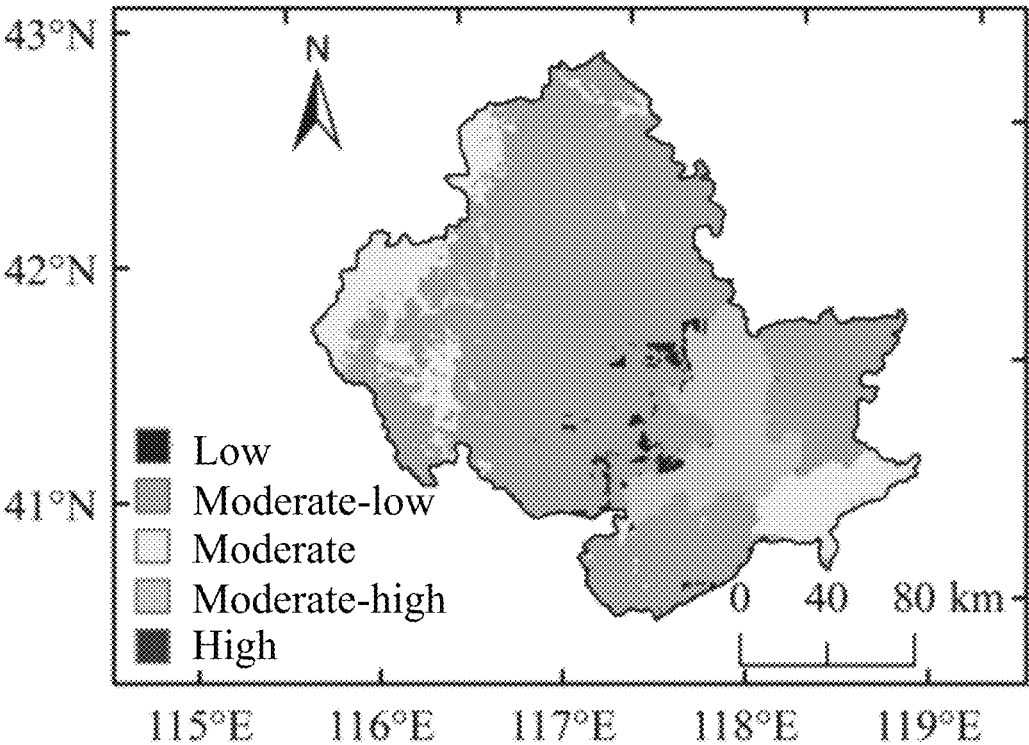 43°N
N
42°N
41°N
Low
Moderate-low
Moderate
Moderate-high
High
0 40 80 km
115°E 116°E 117°E 118°E 119°E